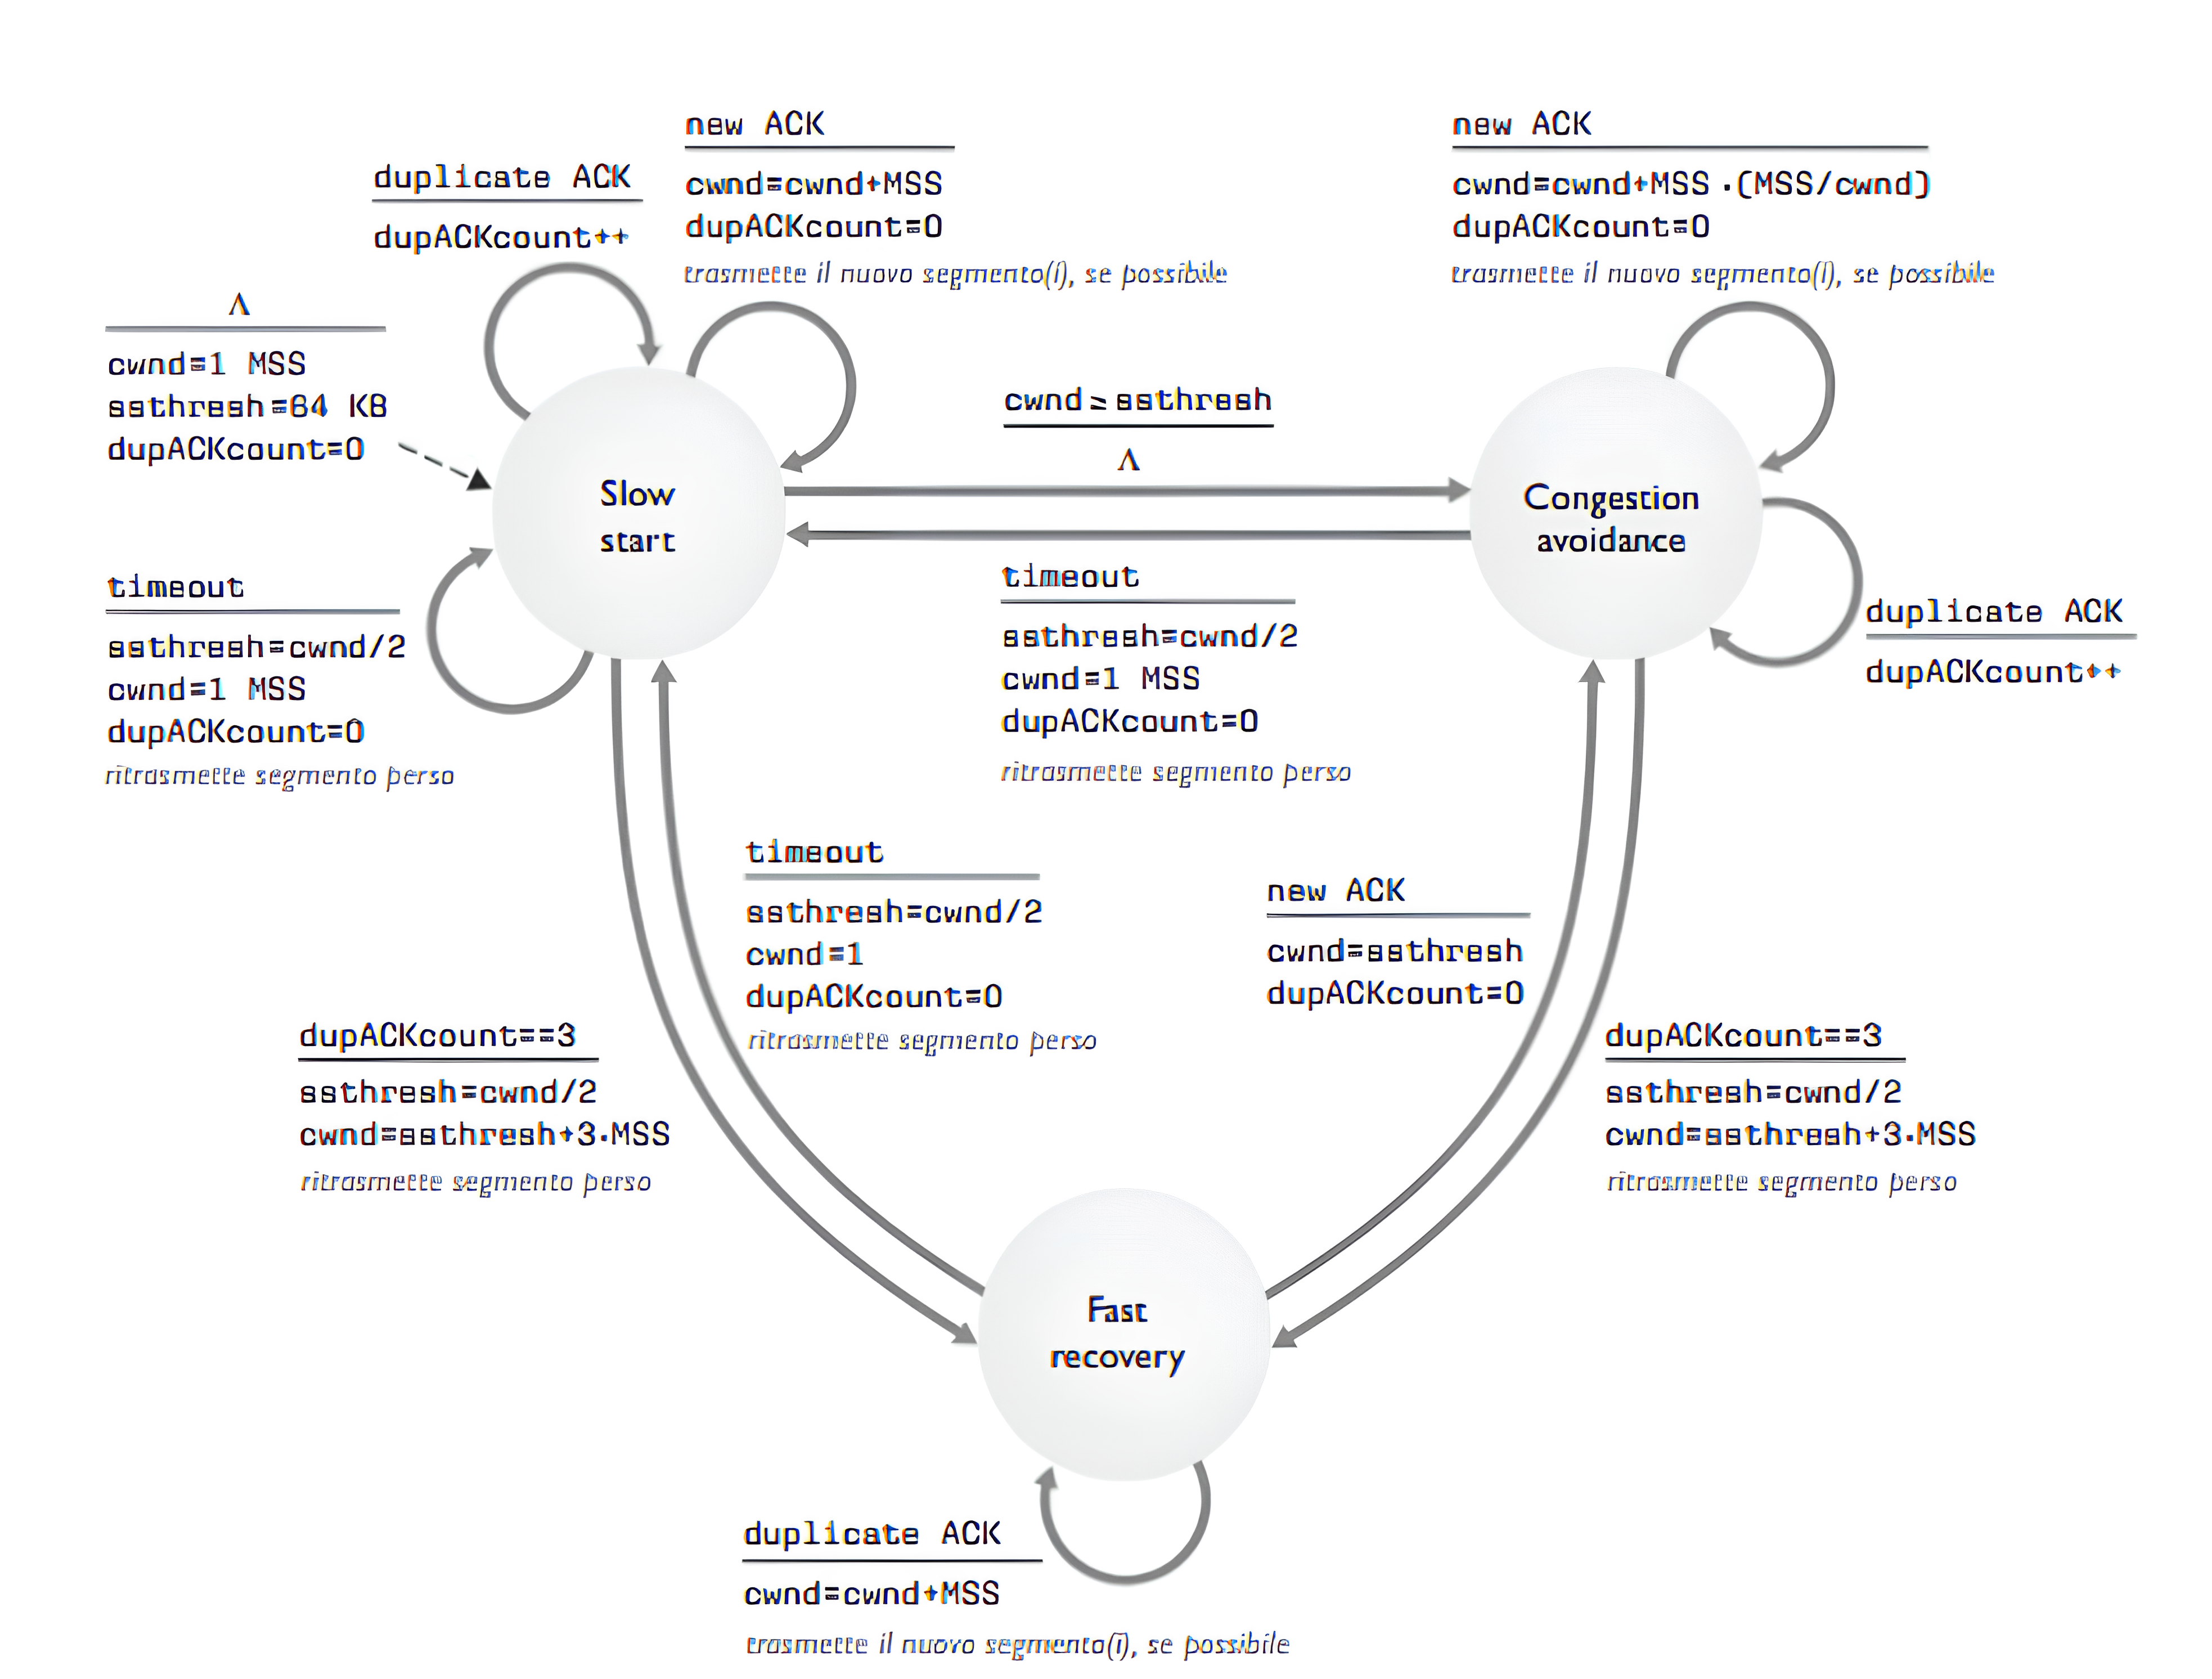 new ACK
cwnd=cwnd+MSS
dupACKcount=0
trasmette il nuovo segmento(i), se possibile
new ACK
cwnd=cwnd+MSS ·(MSS/cwnd)
dupACKcount=0
trasmette il nuovo segmento(i), se possibile
duplicate ACK
dupACKcount++
Λ
cwnd=1 MSS
ssthresh=64 KB
dupACKcount=0
cwnd ≥ ssthresh
Λ
Slow
start
Congestion
avoidance
timeout
ssthresh=cwnd/2
cwnd=1 MSS
dupACKcount=0
ritrasmette segmento perso
timeout
ssthresh=cwnd/2
cwnd=1 MSS
dupACKcount=0
ritrasmette segmento perso
duplicate ACK
dupACKcount++
timeout
ssthresh=cwnd/2
cwnd=1
dupACKcount=0
ritrasmette segmento perso
new ACK
cwnd=ssthresh
dupACKcount=0
dupACKcount==3
ssthresh=cwnd/2
cwnd=ssthresh+3·MSS
ritrasmette segmento perso
dupACKcount==3
ssthresh=cwnd/2
cwnd=ssthresh+3·MSS
ritrasmette segmento perso
Fast
recovery
duplicate ACK
cwnd=cwnd+MSS
trasmette il nuovo segmento(i), se possibile